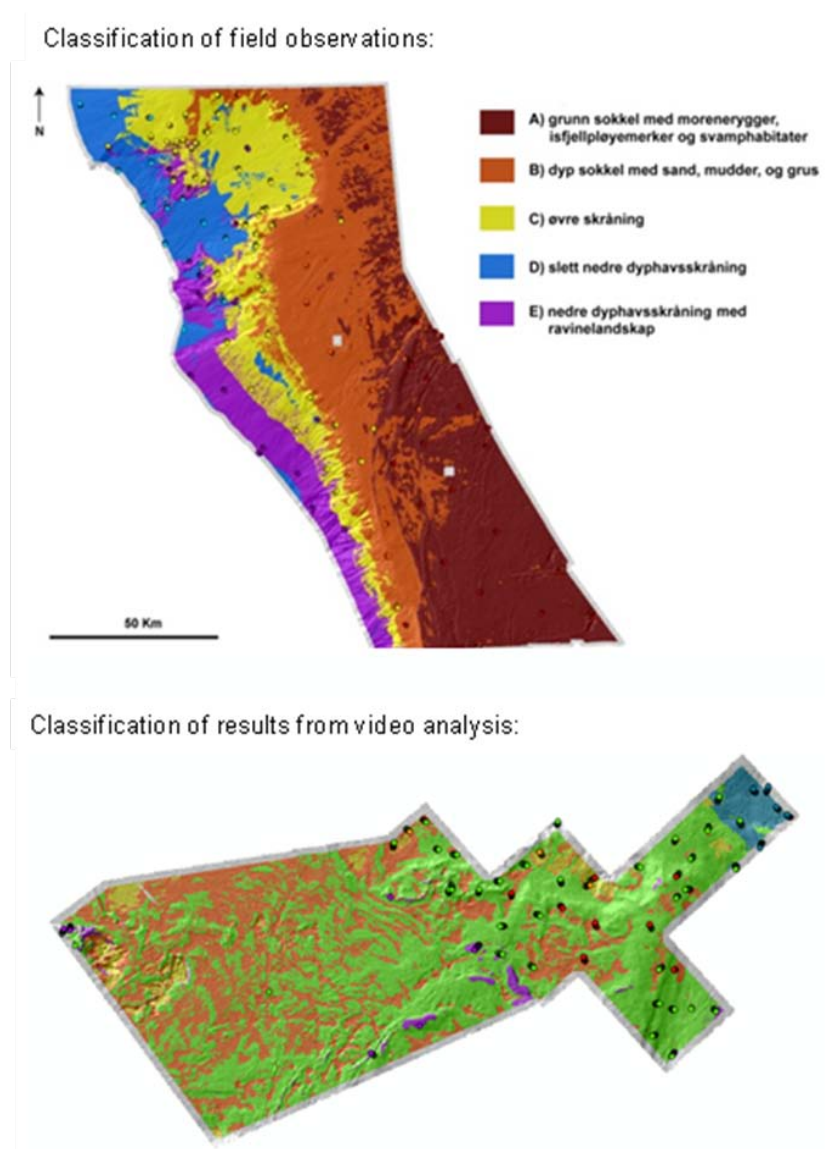 Classification of field observations:
N
A) grunn sokkel med morenerygger,
isfjellpløyemerker og svamphabitater
B) dyp sokkel med sand, mudder, og grus
C) øvre skråning
D) slett nedre dyphavsskråning
E) nedre dyphavsskråning med
ravinelandskap
50 Km
Classification of results from video analysis: